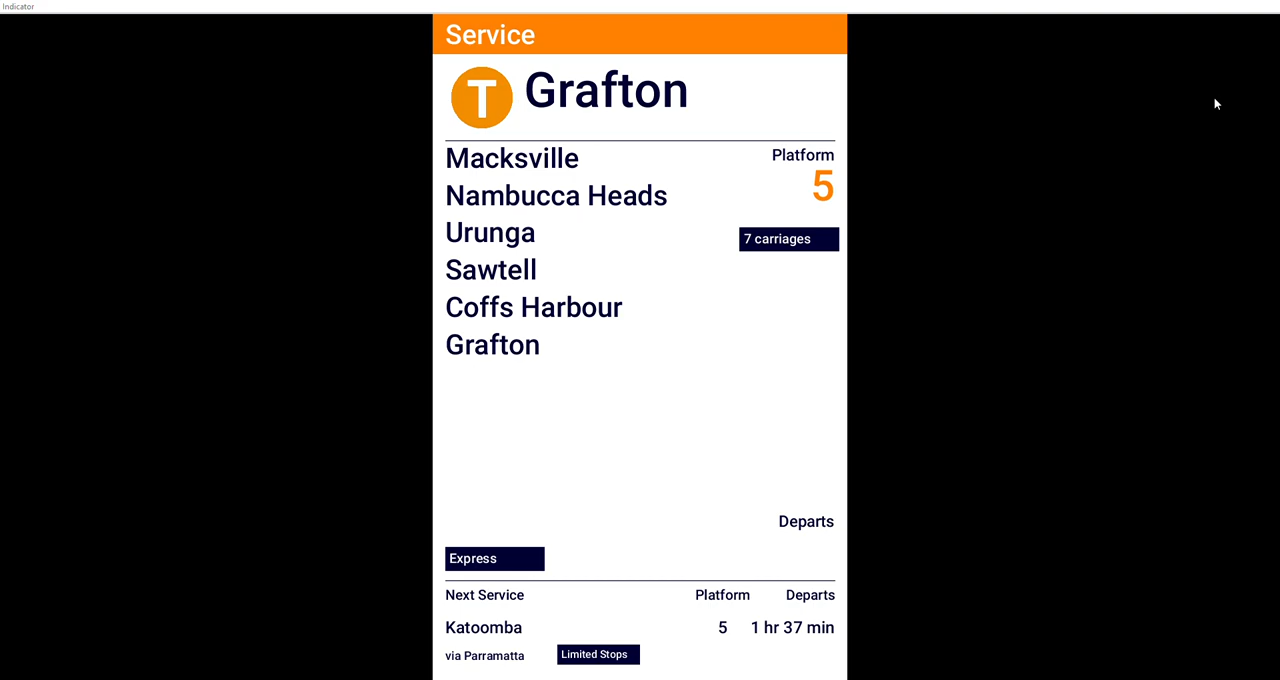 Indicator
Service
T Grafton
Macksville
Platform
5
Nambucca Heads
Urunga
7 carriages
Sawtell
Coffs Harbour
Grafton
Departs
Express
Next Service Platform Departs
Katoomba 5 1 hr 37 min
via Parramatta Limited Stops